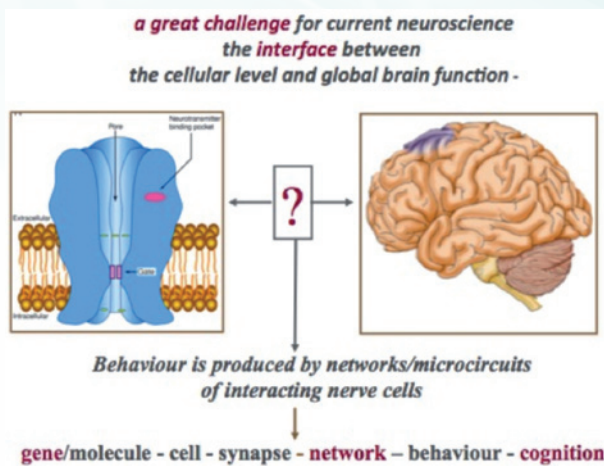 a great challenge for current neuroscience
the interface between
the cellular level and global brain function -
Pore
Neurotransmitter
binding pocket
?
Extracellular
Gate
Intracellular
Behaviour is produced by networks/microcircuits
of interacting nerve cells
gene/molecule - cell - synapse - network – behaviour - cognition